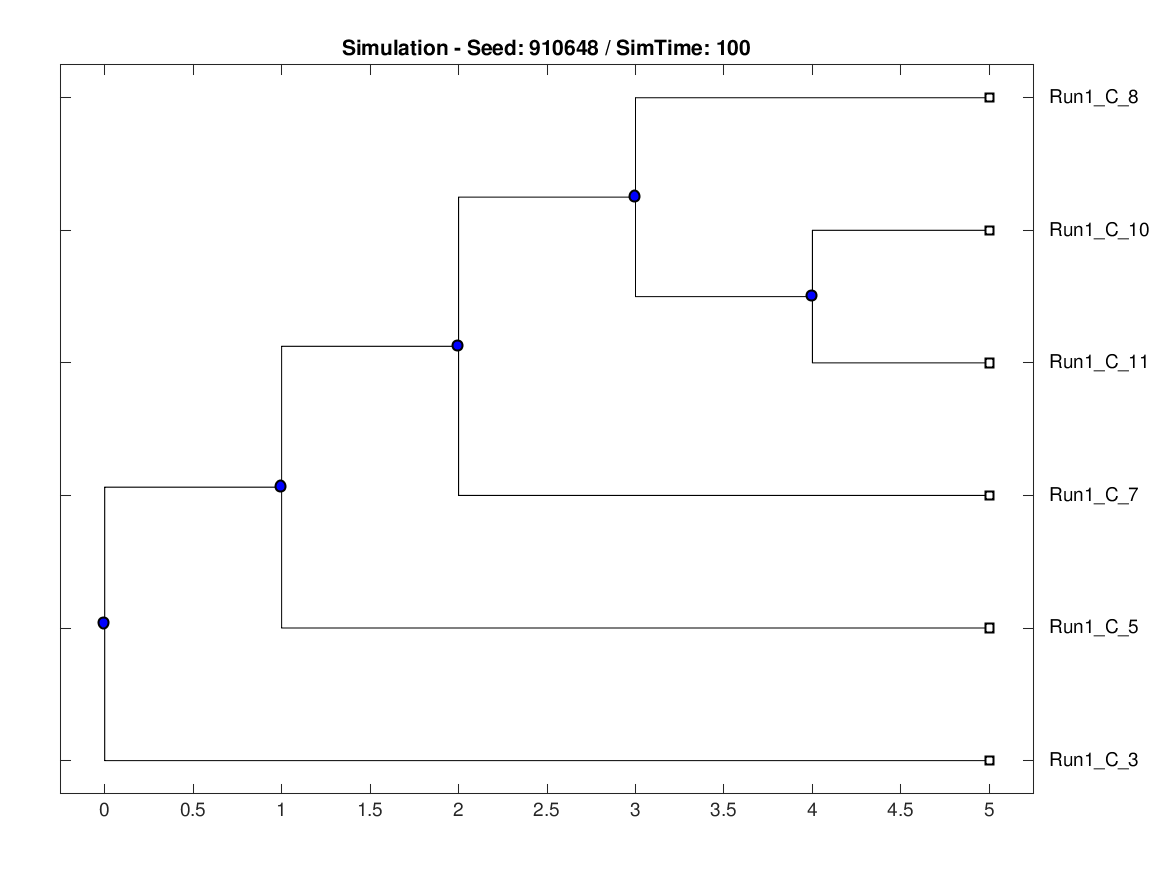 Simulation - Seed: 910648 / SimTime: 100
Run1_C_8
Run1_C_10
Run1_C_11
Run1_C_7
Run1_C_5
Run1_C_3
0 0.5 1 1.5 2 2.5 3 3.5 4 4.5 5